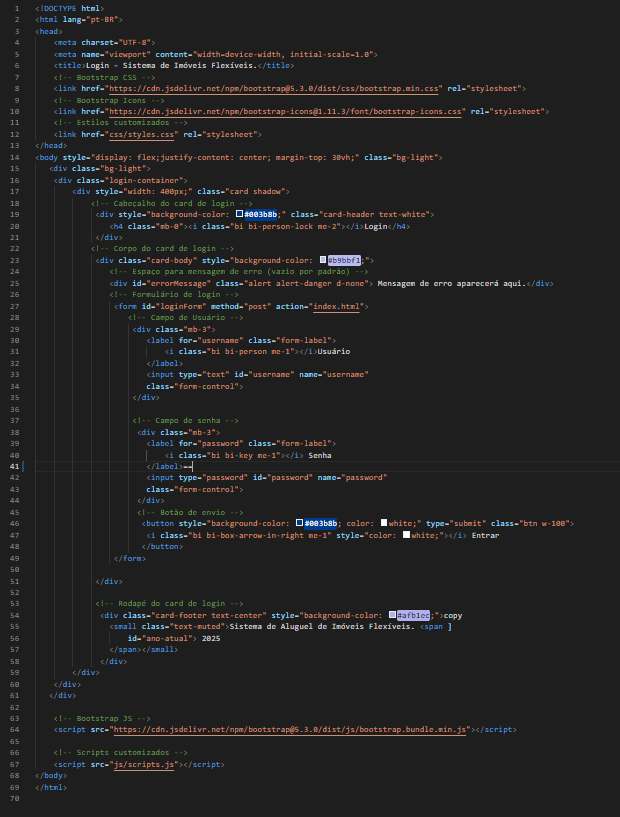 1 <!DOCTYPE html>
2 <html lang="pt-BR">
3 <head>
4 <meta charset="UTF-8">
5 <meta name="viewport" content="width=device-width, initial-scale=1.0">
6 <title>Login - Sistema de Imóveis Flexíveis.</title>
7 <!-- Bootstrap CSS -->
8 <link href="https://cdn.jsdelivr.net/npm/bootstrap@5.3.0/dist/css/bootstrap.min.css" rel="stylesheet">
9 <!-- Bootstrap Icons -->
10 <link href="https://cdn.jsdelivr.net/npm/bootstrap-icons@1.11.3/font/bootstrap-icons.css" rel="stylesheet">
11 <!-- Estilos customizados -->
12 <link href="css/styles.css" rel="stylesheet">
13 </head>
14 <body style="display: flex;justify-content: center; margin-top: 30vh;" class="bg-light">
15 <div class="bg-light">
16 <div class="login-container">
17 <div style="width: 400px;" class="card shadow">
18 <!-- Cabeçalho do card de login -->
19 <div style="background-color: #003b8b;" class="card-header text-white">
20 <h4 class="mb-0"><i class="bi bi-person-lock me-2"></i>Login</h4>
21 </div>
22 <!-- Corpo do card de login -->
23 <div class="card-body" style="background-color: #b9bbf1;">
24 <!-- Espaço para mensagem de erro (vazio por padrão) -->
25 <div id="errorMessage" class="alert alert-danger d-none"> Mensagem de erro aparecerá aqui.</div>
26 <!-- Formulário de login -->
27 <form id="loginForm" method="post" action="index.html">
28 <!-- Campo de Usuário -->
29 <div class="mb-3">
30 <label for="username" class="form-label">
31 <i class="bi bi-person me-1"></i>Usuário
32 </label>
33 <input type="text" id="username" name="username"
34 class="form-control">
35 </div>
36
37 <!-- Campo de senha -->
38 <div class="mb-3">
39 <label for="password" class="form-label">
40 <i class="bi bi-key me-1"></i> Senha
41 </label>==
42 <input type="password" id="password" name="password"
43 class="form-control">
44 </div>
45 <!-- Botão de envio -->
46 <button style="background-color: #003b8b; color: white;" type="submit" class="btn w-100">
47 <i class="bi bi-box-arrow-in-right me-1" style="color: white;"></i> Entrar
48 </button>
49 </form>
50
51 </div>
52
53 <!-- Rodapé do card de login -->
54 <div class="card-footer text-center" style="background-color: #afb1ec;">copy
55 <small class="text-muted">Sistema de Aluguel de Imóveis Flexíveis. <span ]
56 id="ano-atual"> 2025
57 </span></small>
58 </div>
59 </div>
60 </div>
61 </div>
62
63 <!-- Bootstrap JS -->
64 <script src="https://cdn.jsdelivr.net/npm/bootstrap@5.3.0/dist/js/bootstrap.bundle.min.js"></script>
65
66 <!-- Scripts customizados -->
67 <script src="js/scripts.js"></script>
68 </body>
69 </html>
70